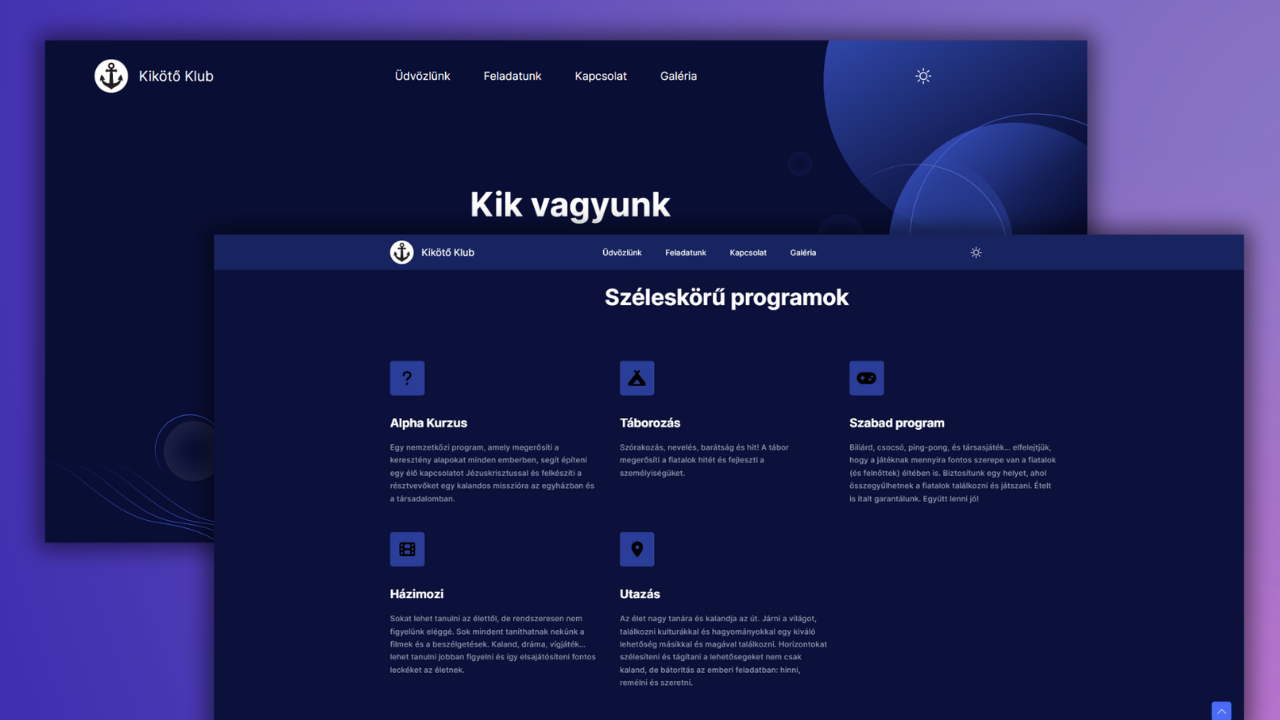 Kikötő Klub
Üdvözlünk
Feladatunk
Kapcsolat
Galéria
Kik vagyunk
Kikötő Klub
Üdvözlünk
Feladatunk
Kapcsolat
Galéria
Széleskörű programok
Alpha Kurzus
Egy nemzetközi program, amely megerősíti a
keresztény alapokat minden emberben, segít építeni
egy élő kapcsolatot Jézuskrisztussal és felkészíti a
résztvevőket egy kalandos misszióra az egyházban és
a társadalomban.
Táborozás
Szórakozás, nevelés, barátság és hit! A tábor
megerősíti a fiatalok hitét és fejleszti a
személyiségüket.
Szabad program
Biliárd, csocsó, ping-pong, és társasjáték... elfelejtjük,
hogy a játéknak mennyira fontos szerepe van a fiatalok
(és felnőttek) éltében is. Biztosítunk egy helyet, ahol
összegyűlhetnek a fiatalok találkozni és játszani. Ételt
is italt garantálunk. Együtt lenni jó!
Házimozi
Sokat lehet tanulni az élettől, de rendszeresen nem
figyelünk eléggé. Sok mindent taníthatnak nekünk a
filmek és a beszélgetések. Kaland, dráma, vígjáték...
lehet tanulni jobban figyelni és így elsajátósíteni fontos
leckéket az életnek.
Utazás
Az élet nagy tanára és kalandja az út. Járni a világot,
találkozni kulturákkal és hagyományokkal egy kiváló
lehetőség másikkal és magával találkozni. Horizontokat
szélesíteni és tágítani a lehetősegeket nem csak
kaland, de bátoritás az emberi feladatban: hinni,
remélni és szeretni.